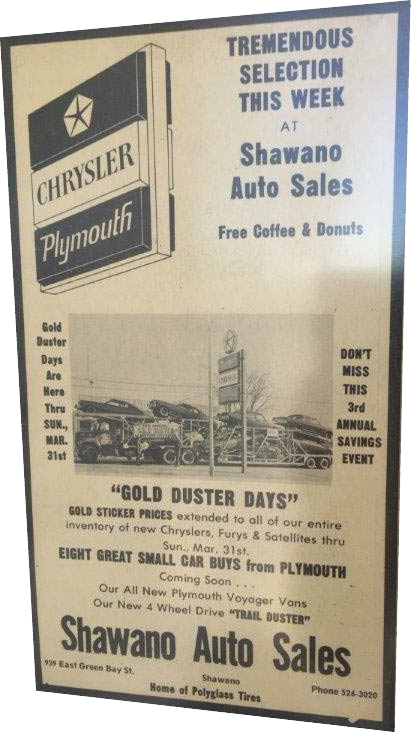 TREMENDOUS
SELECTION
THIS WEEK
AT
Shawano
Auto Sales
Free Coffee & Donuts
CHRYSLER
Plymouth
Gold
Duster
Days
Are
Here
Thru
SUN.,
MAR.
31st
CHRYSLER
DON'T
MISS
THIS
3rd
ANNUAL
SAVINGS
EVENT
"GOLD DUSTER DAYS"
GOLD STICKER PRICES extended to all of our entire
inventory of new Chryslers, Furys & Satellites thru
Sun., Mar. 31st.
EIGHT GREAT SMALL CAR BUYS from PLYMOUTH
Coming Soon . . .
Our All New Plymouth Voyager Vans
Our New 4 Wheel Drive "TRAIL DUSTER"
Shawano Auto Sales
939 East Green Bay St.
Shawano
Phone 526-3020
Home of Polyglass Tires